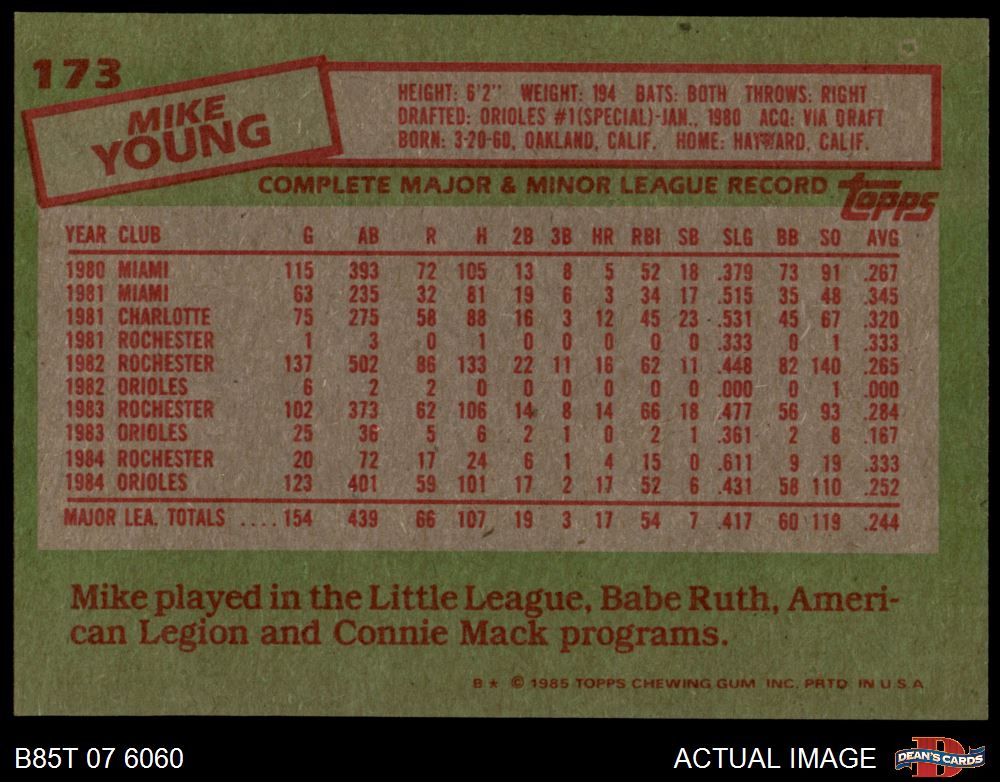 173
MIKE
YOUNG
HEIGHT: 6'2" WEIGHT: 194 BATS: BOTH THROWS: RIGHT
DRAFTED: ORIOLES #1(SPECIAL)-JAN., 1980 ACQ: VIA DRAFT
BORN: 3-20-60, OAKLAND, CALIF. HOME: HAYWARD, CALIF.
COMPLETE MAJOR & MINOR LEAGUE RECORD topps
YEAR CLUB G AB R H 2B 3B HR RBI SB SLG BB SO AVG
1980 MIAMI 115 393 72 105 13 8 5 52 18 .379 73 91 .267
1981 MIAMI 63 235 32 81 19 6 3 34 17 .515 35 48 .345
1981 CHARLOTTE 75 275 58 88 16 3 12 45 23 .531 45 67 .320
1981 ROCHESTER 1 3 0 1 0 0 0 0 0 .333 0 1 .333
1982 ROCHESTER 137 502 86 133 22 11 16 62 11 .448 82 140 .265
1982 ORIOLES 6 2 2 0 0 0 0 0 0 .000 0 1 .000
1983 ROCHESTER 102 373 62 106 14 8 14 66 18 .477 56 93 .284
1983 ORIOLES 25 36 5 6 2 1 0 2 1 .361 2 8 .167
1984 ROCHESTER 20 72 17 24 6 1 4 15 0 .611 9 19 .333
1984 ORIOLES 123 401 59 101 17 2 17 52 6 .431 58 110 .252
MAJOR LEA. TOTALS .... 154 439 66 107 19 3 17 54 7 .417 60 119 .244
Mike played in the Little League, Babe Ruth, Ameri-
can Legion and Connie Mack programs.
B * © 1985 TOPPS CHEWING GUM, INC. PRTD. IN U.S.A.
B85T 07 6060 ACTUAL IMAGE DEAN'S CARDS